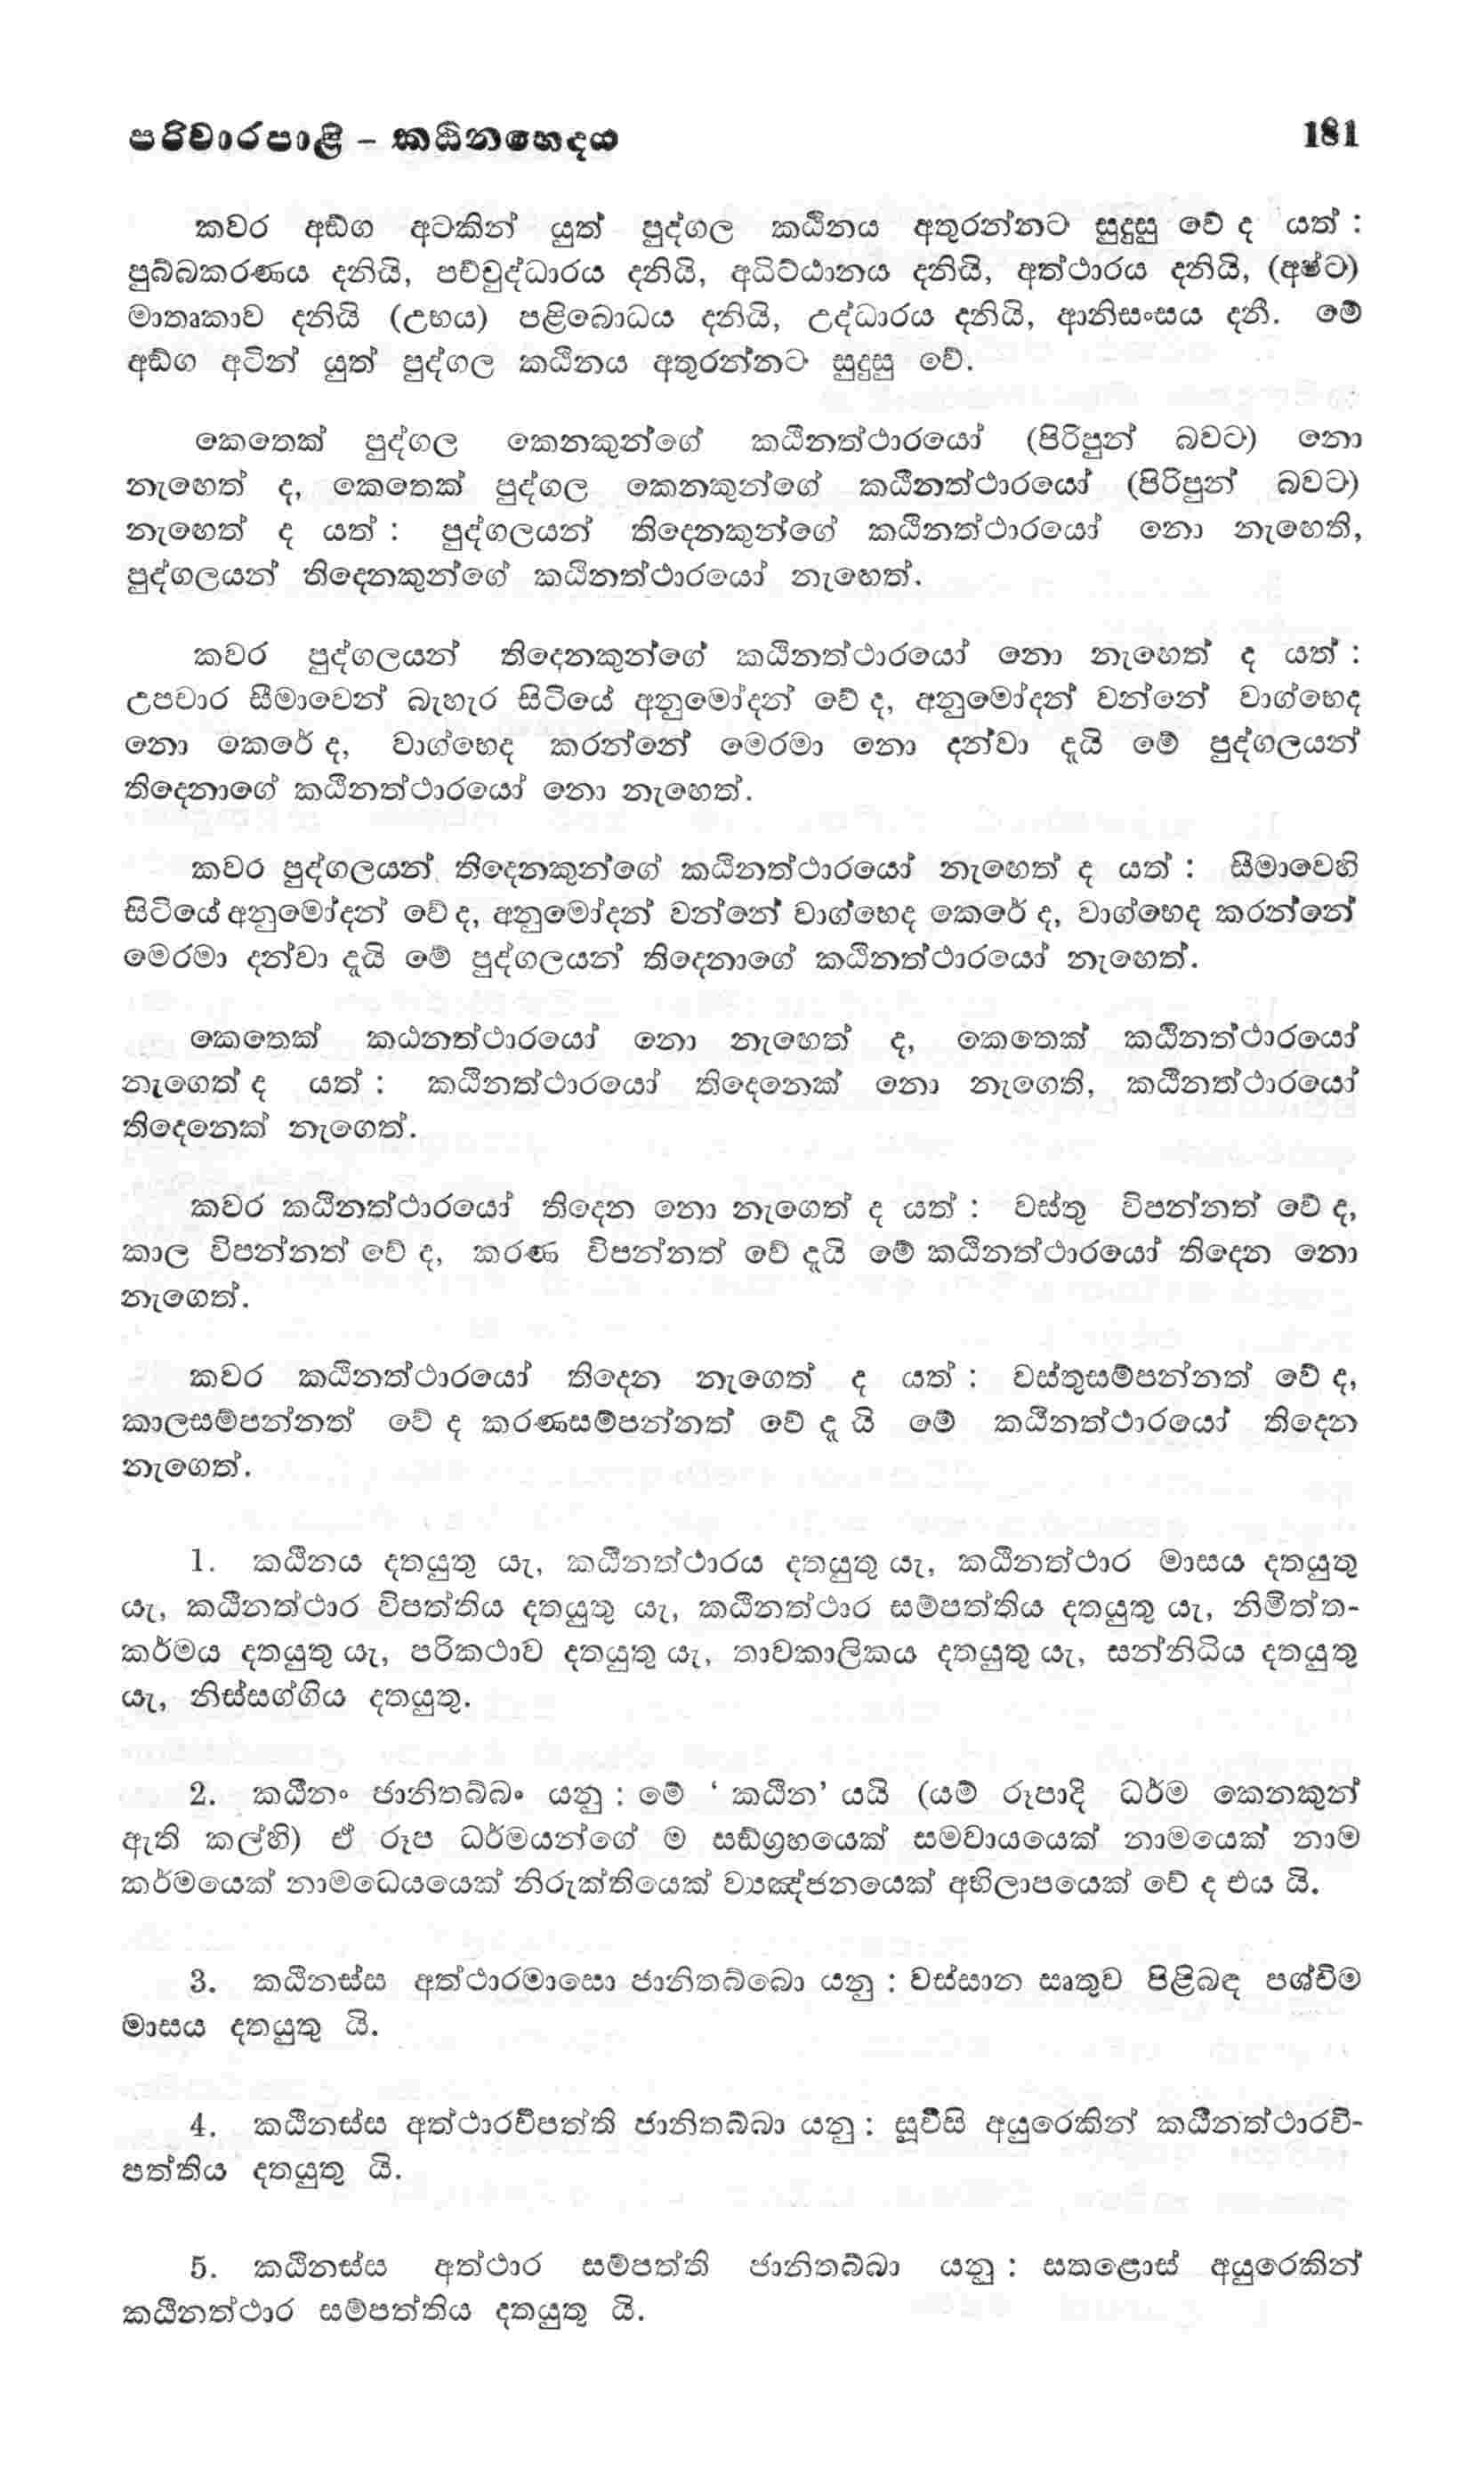 පරිවාරපාළි – කඨිනභෙදය 181
කවර අඞ්ග අටකින් යුත් පුද්ගල කඨිනය අතුරන්නට සුදුසු වේ ද යත් :
පුබ්බකරණය දනියි, පච්චුද්ධාරය දනියි, අධිට්ඨානය දනියි, අත්ථාරය දනියි, (අෂ්ට)
මාතෘකාව දනියි (උභය) පළිබොධය දනියි, උද්ධාරය දනියි, ආනිසංසය දනී. මේ
අඞ්ග අටින් යුත් පුද්ගල කඨිනය අතුරන්නට සුදුසු වේ.
කෙතෙක් පුද්ගල කෙනකුන්ගේ කඨිනත්ථාරයෝ (පිරිපුන් බවට) නො
නැඟෙත් ද, කෙතෙක් පුද්ගල කෙනකුන්ගේ කඨිනත්ථාරයෝ (පිරිපුන් බවට)
නැඟෙත් ද යත් : පුද්ගලයන් තිදෙනකුන්ගේ කඨිනත්ථාරයෝ නො නැඟෙති,
පුද්ගලයන් තිදෙනකුන්ගේ කඨිනත්ථාරයෝ නැඟෙත්.
කවර පුද්ගලයන් තිදෙනකුන්ගේ කඨිනත්ථාරයෝ නො නැඟෙත් ද යත් :
උපචාර සීමාවෙන් බැහැර සිටියේ අනුමෝදන් වේ ද, අනුමෝදන් වන්නේ වාග්භෙද
නො කෙරේ ද, වාග්භෙද කරන්නේ මෙරමා නො දන්වා දැයි මේ පුද්ගලයන්
තිදෙනාගේ කඨිනත්ථාරයෝ නො නැඟෙත්.
කවර පුද්ගලයන් තිදෙනකුන්ගේ කඨිනත්ථාරයෝ නැඟෙත් ද යත් : සීමාවෙහි
සිටියේ අනුමෝදන් වේ ද, අනුමෝදන් වන්නේ වාග්භෙද කෙරේ ද, වාග්භෙද කරන්නේ
මෙරමා දන්වා දැයි මේ පුද්ගලයන් තිදෙනාගේ කඨිනත්ථාරයෝ නැඟෙත්.
කෙතෙක් කඨනත්ථාරයෝ නො නැඟෙත් ද, කෙතෙක් කඨිනත්ථාරයෝ
නැගෙත් ද යත් : කඨිනත්ථාරයෝ තිදෙනෙක් නො නැගෙති, කඨිනත්ථාරයෝ
තිදෙනෙක් නැගෙත්.
කවර කඨිනත්ථාරයෝ තිදෙන නො නැගෙත් ද යත් : වස්තු විපන්නත් වේ ද,
කාල විපන්නත් වේ ද, කරණ විපන්නත් වේ දැයි මේ කඨිනත්ථාරයෝ තිදෙන නො
නැගෙත්.
කවර කඨිනත්ථාරයෝ තිදෙන නැගෙත් ද යත් : වස්තුසම්පන්නත් වේ ද,
කාලසම්පන්නත් වේ ද කරණසම්පන්නත් වේ දැ යි මේ කඨිනත්ථාරයෝ තිදෙන
නැගෙත්.
1. කඨිනය දතයුතු යැ, කඨිනත්ථාරය දතයුතු යැ, කඨිනත්ථාර මාසය දතයුතු
යැ, කඨිනත්ථාර විපත්තිය දතයුතු යැ, කඨිනත්ථාර සම්පත්තිය දතයුතු යැ, නිමිත්ත-
කර්මය දතයුතු යැ, පරිකථාව දතයුතු යැ, තාවකාලිකය දතයුතු යැ, සන්නිධිය දතයුතු
යැ, නිස්සග්ගිය දතයුතු.
2. කඨිනං ජානිතබ්බං යනු : මේ ‘ කඨින’ යයි (යම් රූපාදි ධර්ම කෙනකුන්
ඇති කල්හි) ඒ රූප ධර්මයන්ගේ ම සඞ්ග්‍රහයෙක් සමවායයෙක් නාමයෙක් නාම
කර්මයෙක් නාමධෙයයෙක් නිරුක්තියෙක් ව්‍යඤ්ජනයෙක් අභිලාපයෙක් වේ ද එය යි.
3. කඨිනස්ස අත්ථාරමාසො ජානිතබ්බො යනු : වස්සාන සෘතුව පිළිබඳ පශ්චිම
මාසය දතයුතු යි.
4. කඨිනස්ස අත්ථාරවිපත්ති ජානිතබ්බා යනු : සූවිසි අයුරෙකින් කඨිනත්ථාරවි-
පත්තිය දතයුතු යි.
5. කඨිනස්ස අත්ථාර සම්පත්ති ජානිතබ්බා යනු : සතළොස් අයුරෙකින්
කඨිනත්ථාර සම්පත්තිය දතයුතු යි.